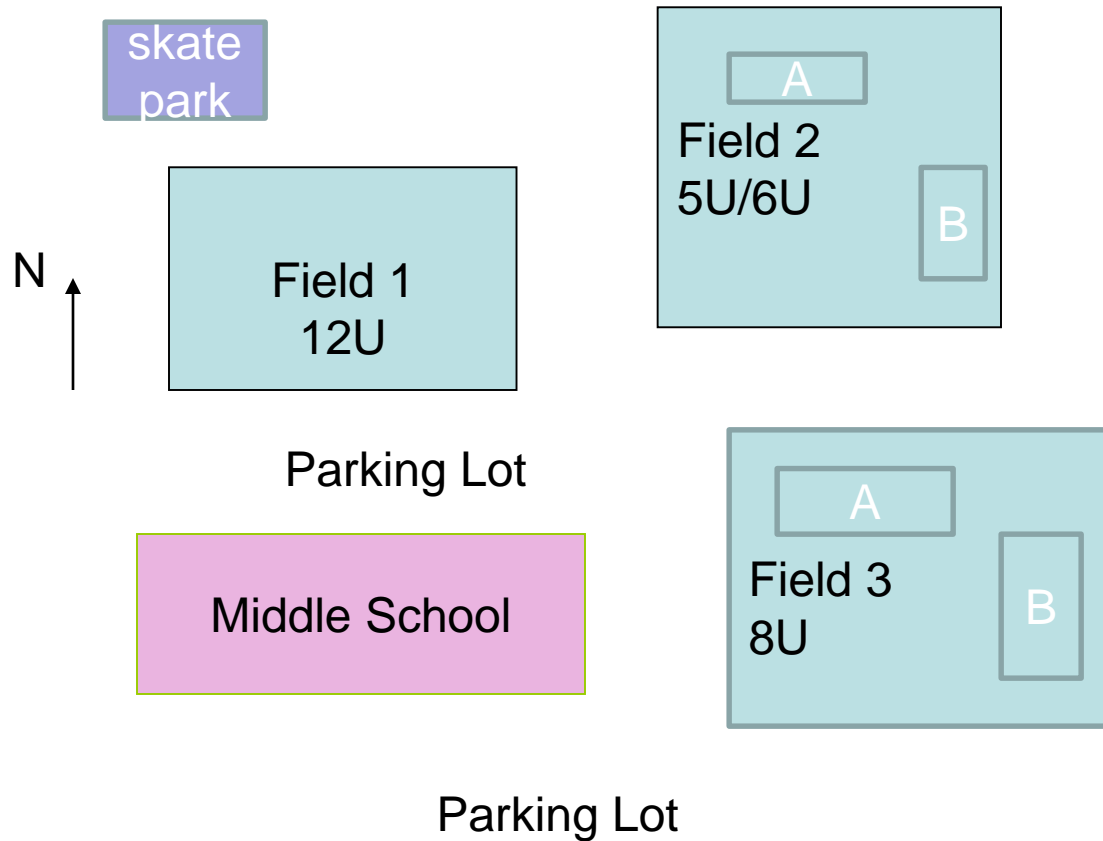 skate
park
A
Field 2
5U/6U
B
N
Field 1
12U
Parking Lot
A
Field 3
8U
B
Middle School
Parking Lot